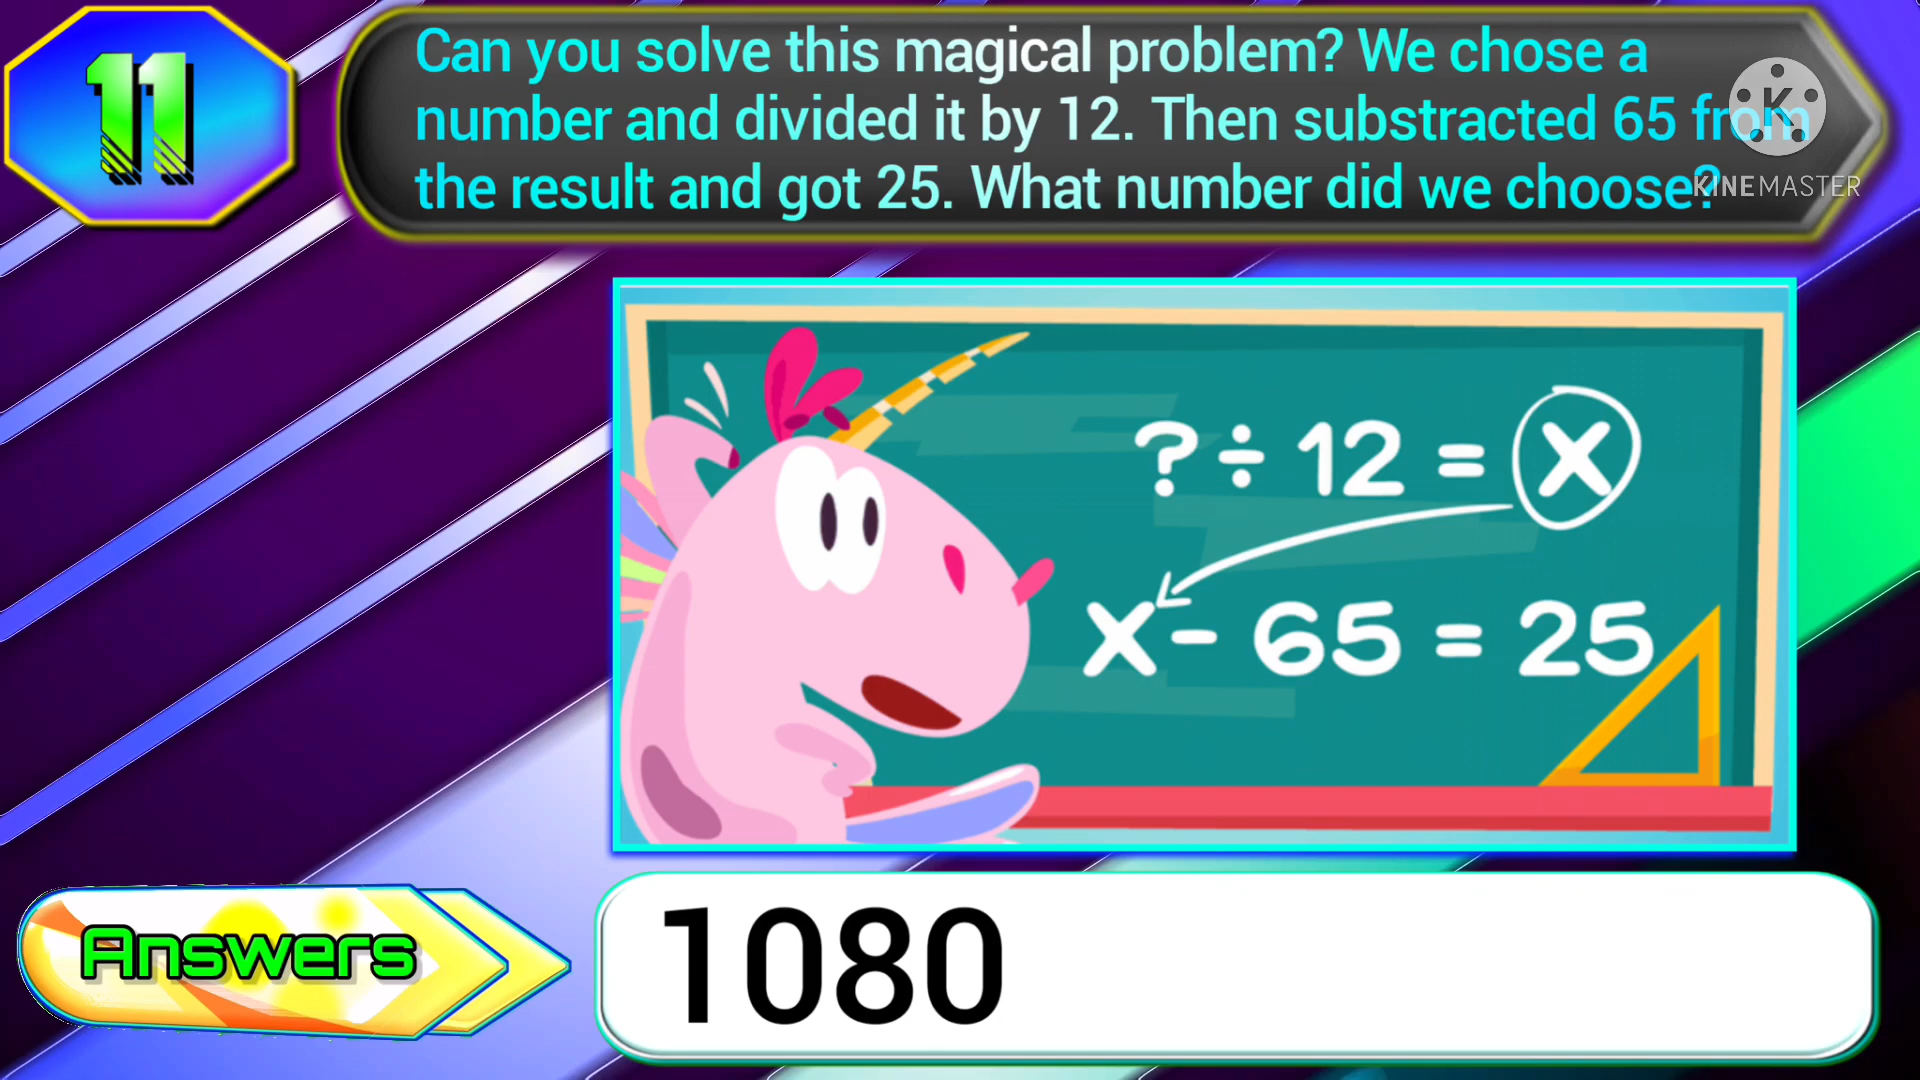 11
Can you solve this magical problem? We chose a
number and divided it by 12. Then substracted 65 from
the result and got 25. What number did we choose?
K
KINEMASTER
? ÷ 12 = X
X - 65 = 25
Answers
1080